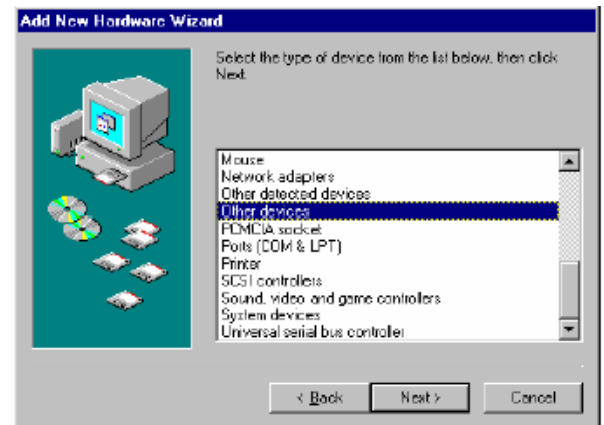 Add New Hardware Wizard
Select the type of device from the list below, then click
Next.
Mouse
Network adapters
Other detected devices
Other devices
PCMCIA socket
Ports (COM & LPT)
Printer
SCSI controllers
Sound, video and game controllers
System devices
Universal serial bus controller
< Back
Next >
Cancel